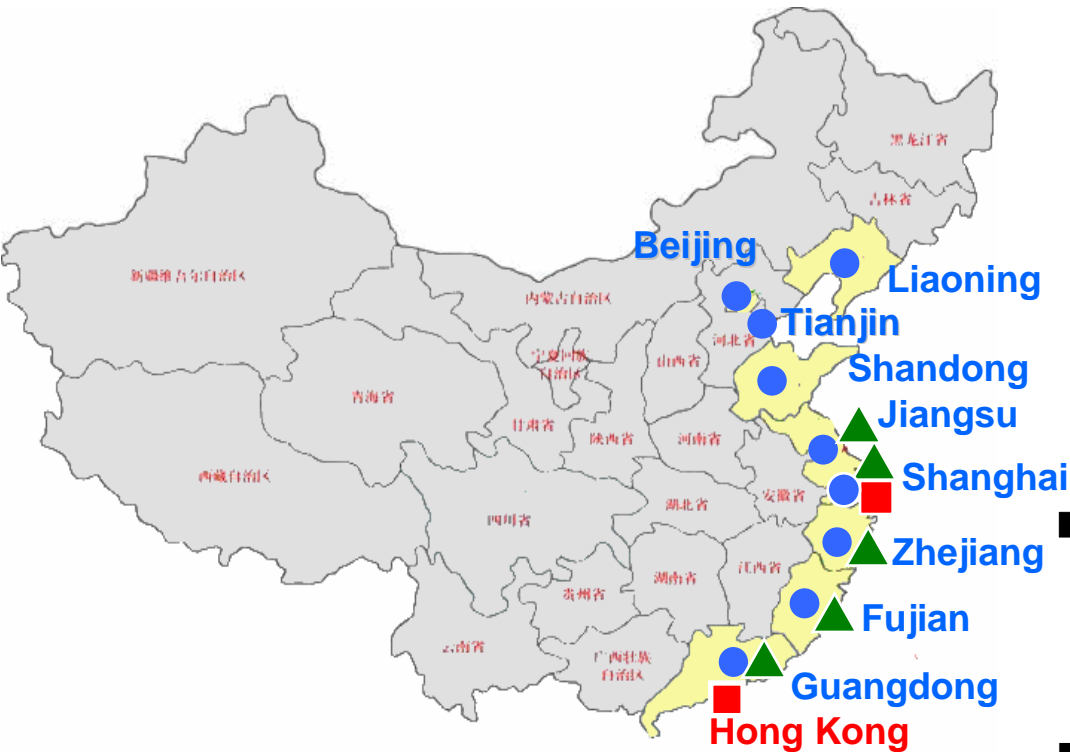 黑龙江省
吉林省
Beijing
Liaoning
新疆维吾尔自治区
内蒙古自治区
Tianjin
河北省
宁夏回族
自治区
山西省
Shandong
青海省
甘肃省
陕西省
河南省
Jiangsu
西藏自治区
Shanghai
安徽省
湖北省
四川省
Zhejiang
江西省
湖南省
贵州省
Fujian
云南省
广西壮族
自治区
Guangdong
Hong Kong